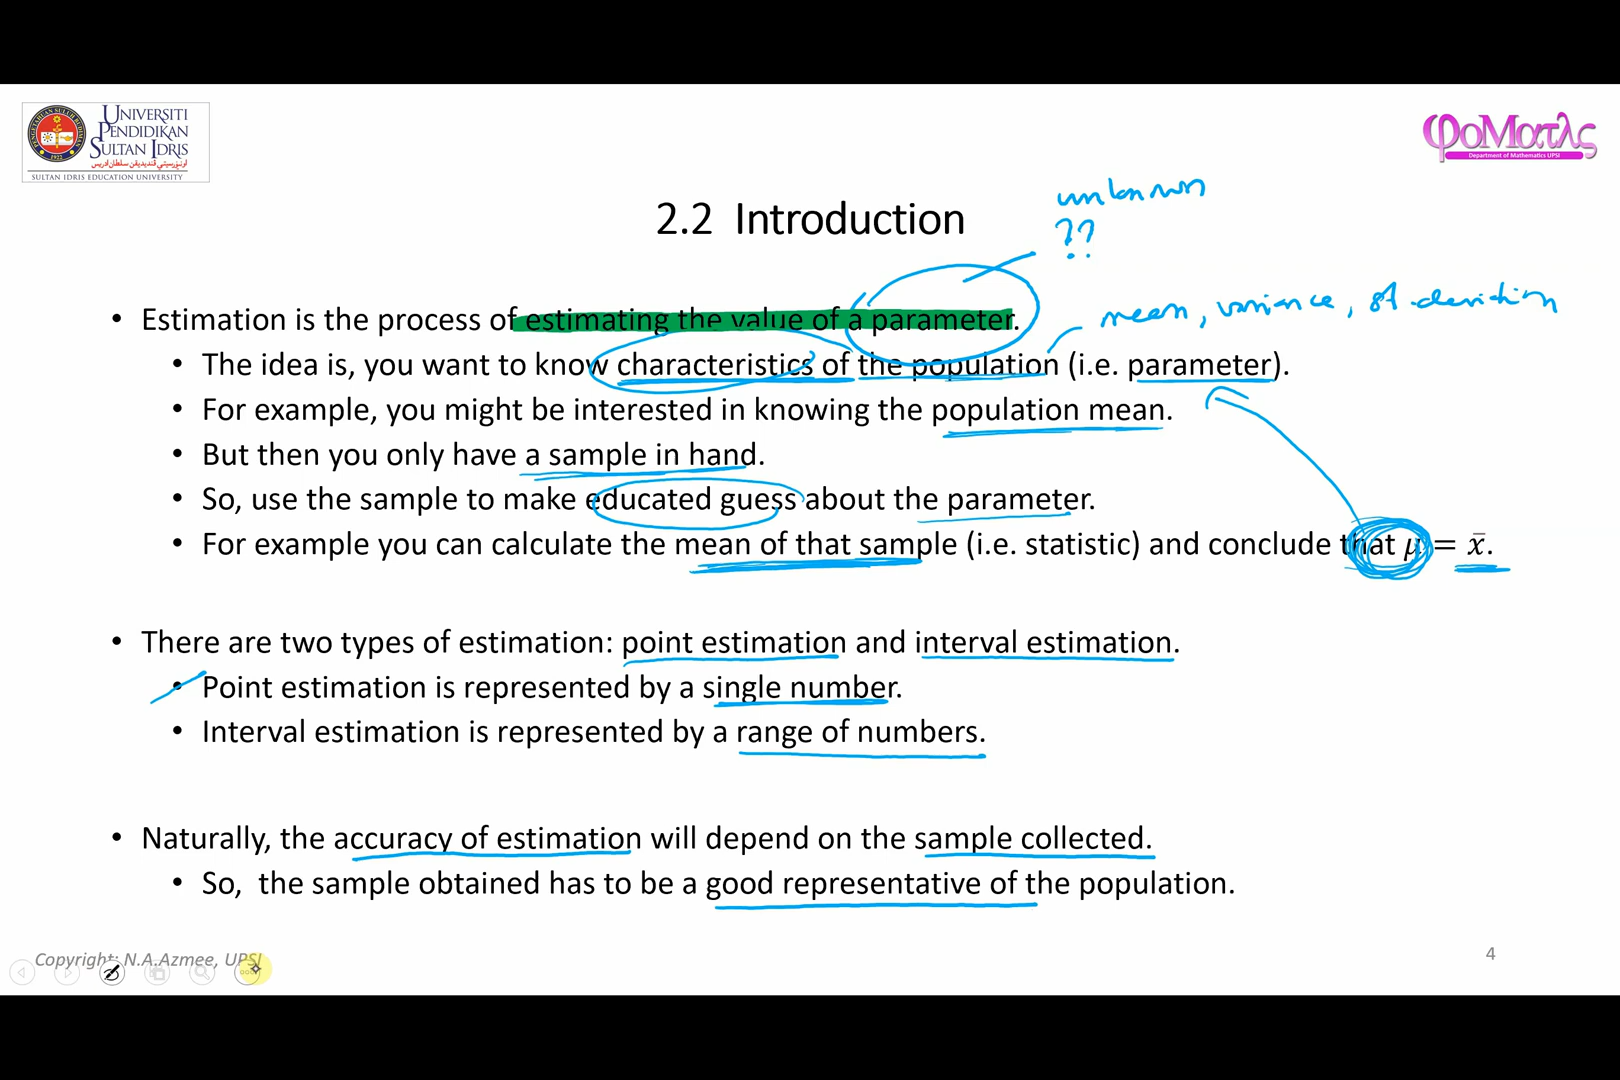 UNIVERSITI
PENDIDIKAN
SULTAN IDRIS
SULTAN IDRIS EDUCATION UNIVERSITY
φοΜατλς
Department of Mathematics UPSI
unknown
??
2.2 Introduction
mean, variance, st deviation
• Estimation is the process of estimating the value of a parameter.
• The idea is, you want to know characteristics of the population (i.e. parameter).
• For example, you might be interested in knowing the population mean.
• But then you only have a sample in hand.
• So, use the sample to make educated guess about the parameter.
• For example you can calculate the mean of that sample (i.e. statistic) and conclude that μ = x̄.
• There are two types of estimation: point estimation and interval estimation.
• Point estimation is represented by a single number.
• Interval estimation is represented by a range of numbers.
• Naturally, the accuracy of estimation will depend on the sample collected.
• So, the sample obtained has to be a good representative of the population.
Copyright: N.A.Azmee, UPSI
4